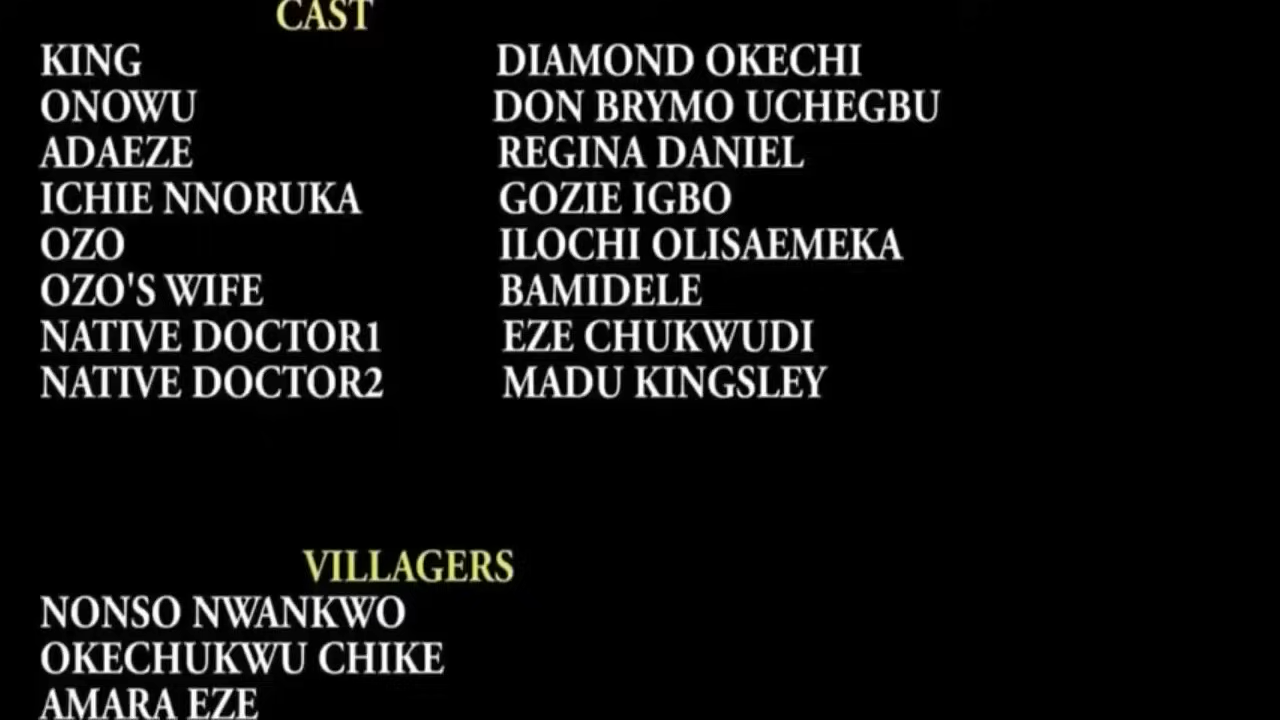 CAST
KING DIAMOND OKECHI
ONOWU DON BRYMO UCHEGBU
ADAEZE REGINA DANIEL
ICHIE NNORUKA GOZIE IGBO
OZO ILOCHI OLISAEMEKA
OZO'S WIFE BAMIDELE
NATIVE DOCTOR1 EZE CHUKWUDI
NATIVE DOCTOR2 MADU KINGSLEY
VILLAGERS
NONSO NWANKWO
OKECHUKWU CHIKE
AMARA EZE